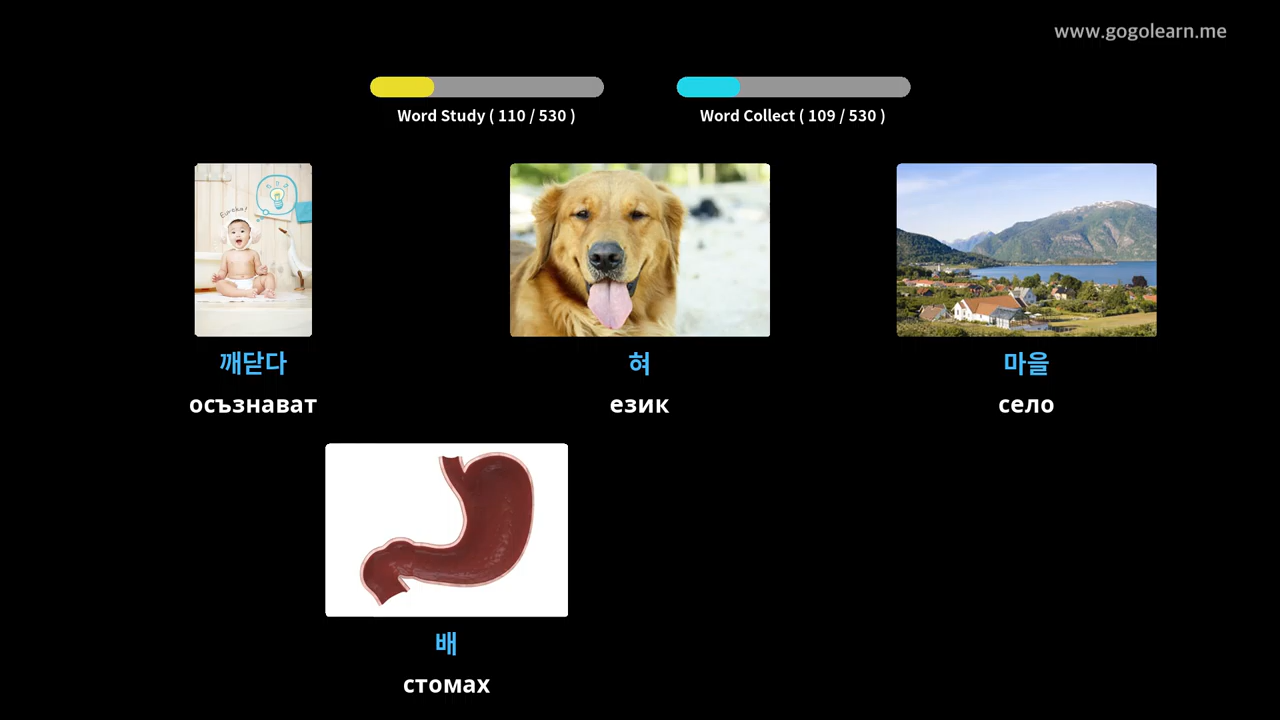 www.gogolearn.me
Word Study ( 110 / 530 )
Word Collect ( 109 / 530 )
Eureka!
깨닫다
혀
마을
осъзнават
език
село
배
стомах